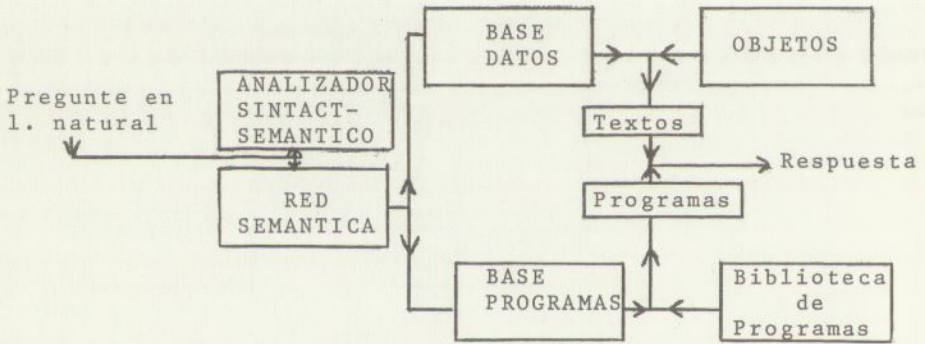 Pregunte en
l. natural
ANALIZADOR
SINTACT-
SEMANTICO
RED
SEMANTICA
BASE
DATOS
OBJETOS
Textos
Respuesta
Programas
BASE
PROGRAMAS
Biblioteca
de
Programas